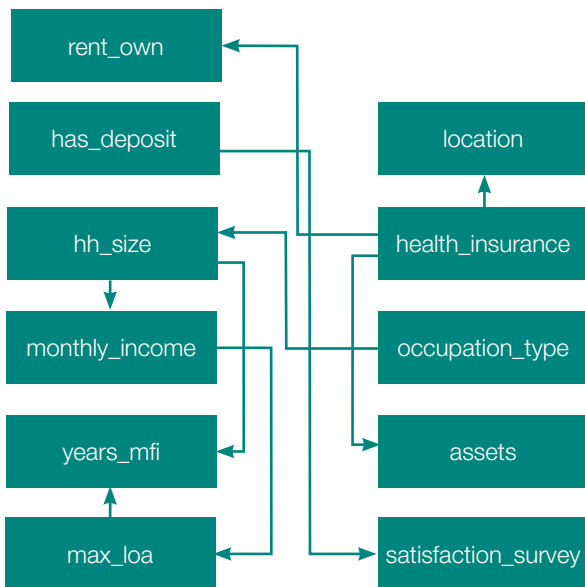 rent_own
has_deposit
location
hh_size
health_insurance
monthly_income
occupation_type
years_mfi
assets
max_loa
satisfaction_survey